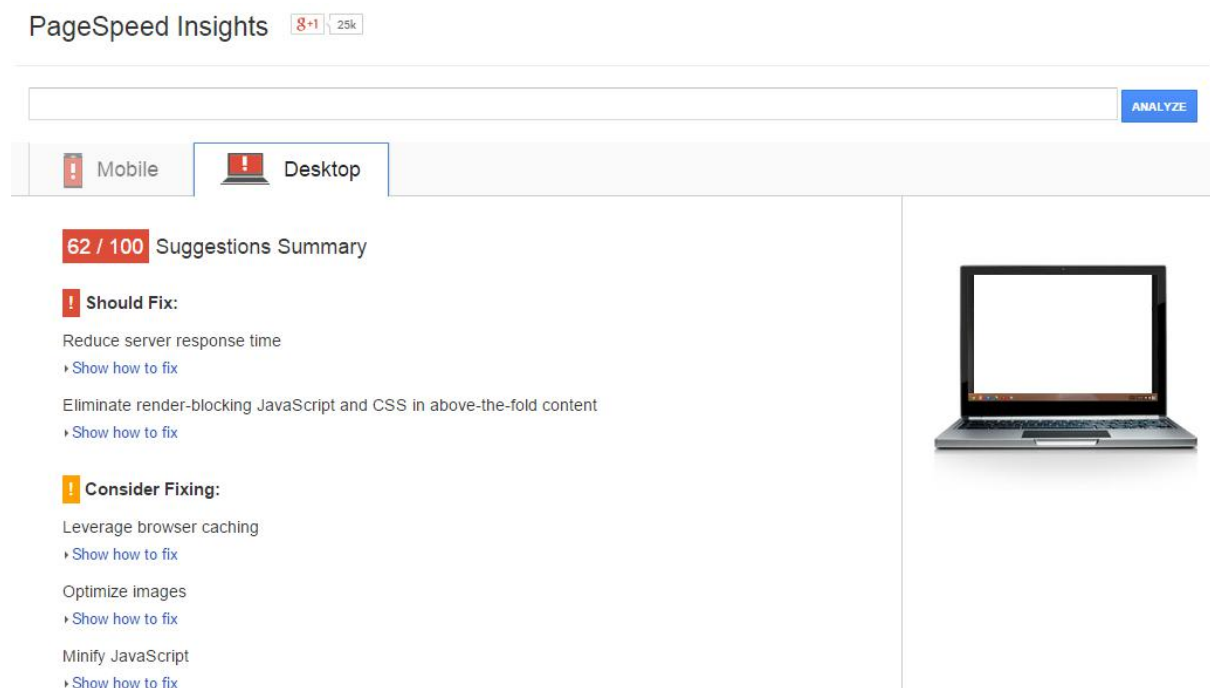 PageSpeed Insights g+1 25k
ANALYZE
! Mobile ! Desktop
62 / 100 Suggestions Summary
! Should Fix:
Reduce server response time
Show how to fix
Eliminate render-blocking JavaScript and CSS in above-the-fold content
Show how to fix
! Consider Fixing:
Leverage browser caching
Show how to fix
Optimize images
Show how to fix
Minify JavaScript
Show how to fix